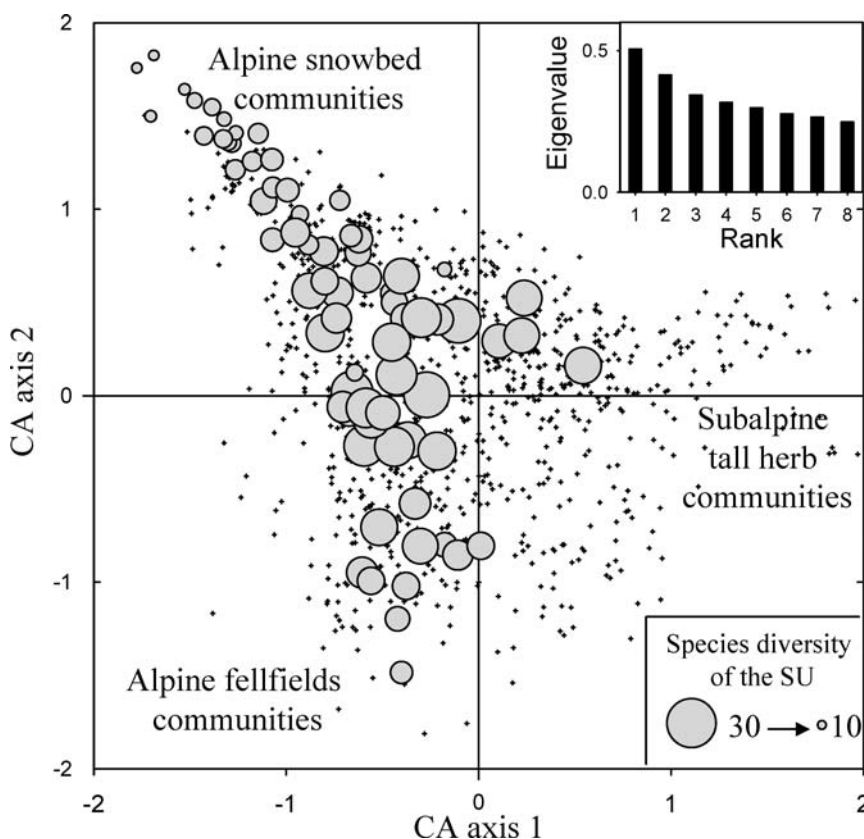 2
1
0
-1
-2
CA axis 2
Alpine snowbed
communities
0.5
0.0
Eigenvalue
1 2 3 4 5 6 7 8
Rank
Subalpine
tall herb
communities
Alpine fellfields
communities
Species diversity
of the SU
30 → 10
-2 -1 0 1 2
CA axis 1